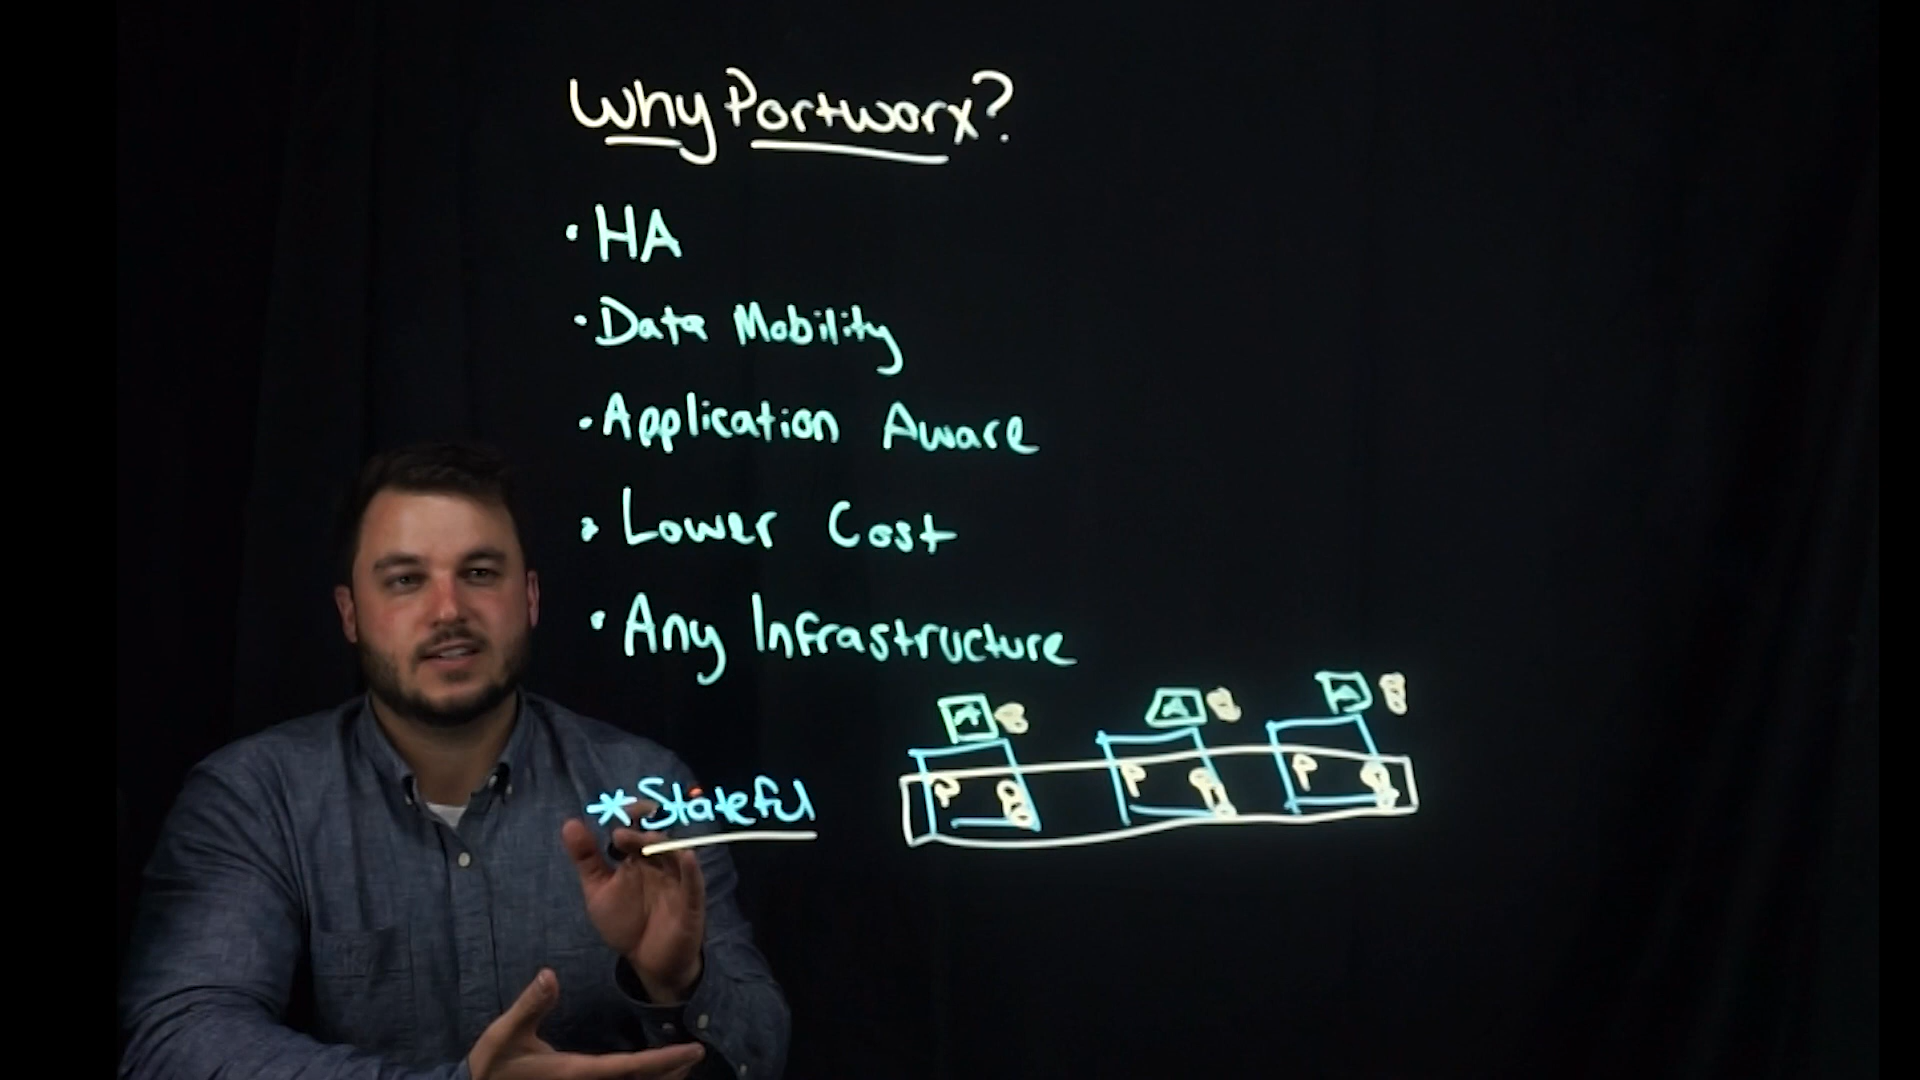 Why Portworx?
• HA
• Data Mobility
• Application Aware
• Lower Cost
• Any Infrastructure
A A A
*Stateful
P P P